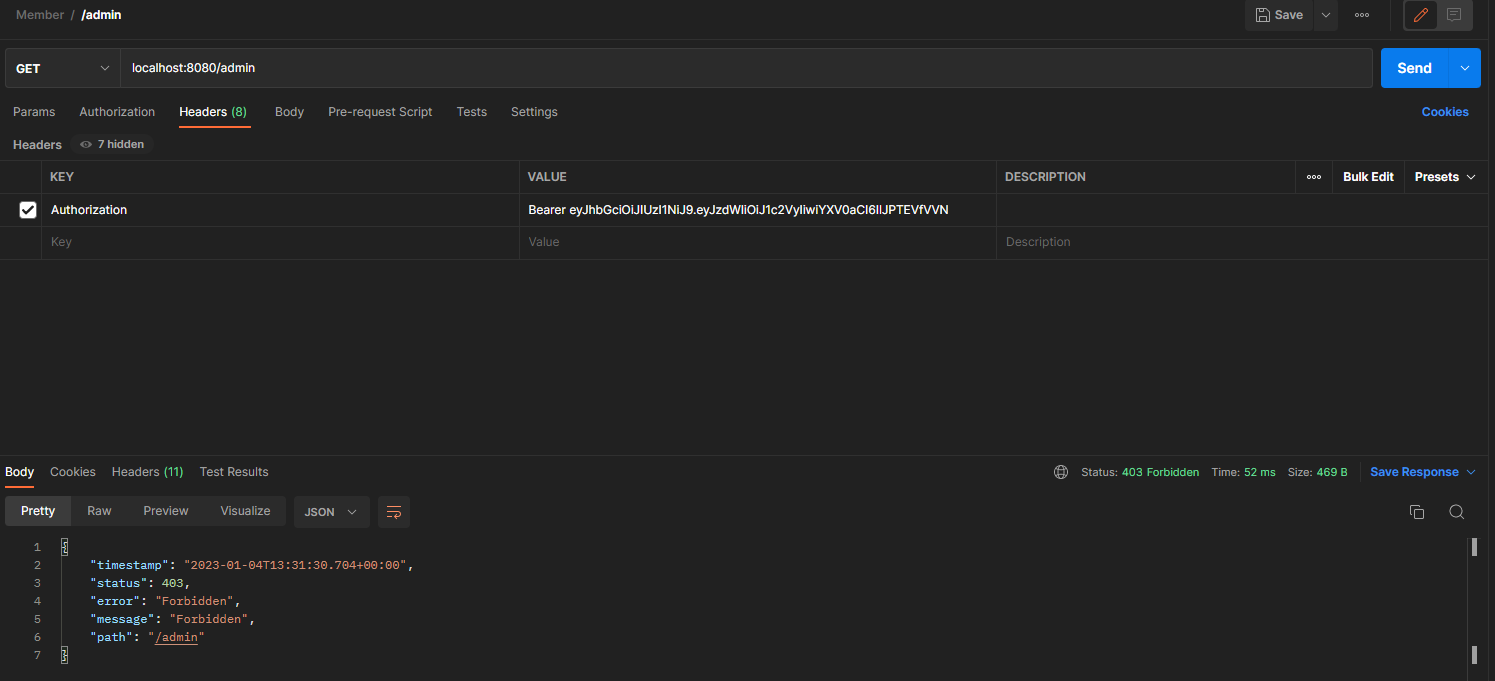 Member / /admin
Save
GET localhost:8080/admin Send
Params Authorization Headers (8) Body Pre-request Script Tests Settings Cookies
Headers 7 hidden
KEY VALUE DESCRIPTION Bulk Edit Presets
Authorization Bearer eyJhbGciOiJIUzI1NiJ9.eyJzdWIiOiJ1c2VyIiwiYXV0aCI6IlJPTEVfVVN
Key Value Description
Body Cookies Headers (11) Test Results Status: 403 Forbidden Time: 52 ms Size: 469 B Save Response
Pretty Raw Preview Visualize JSON
1 {
2 "timestamp": "2023-01-04T13:31:30.704+00:00",
3 "status": 403,
4 "error": "Forbidden",
5 "message": "Forbidden",
6 "path": "/admin"
7 }